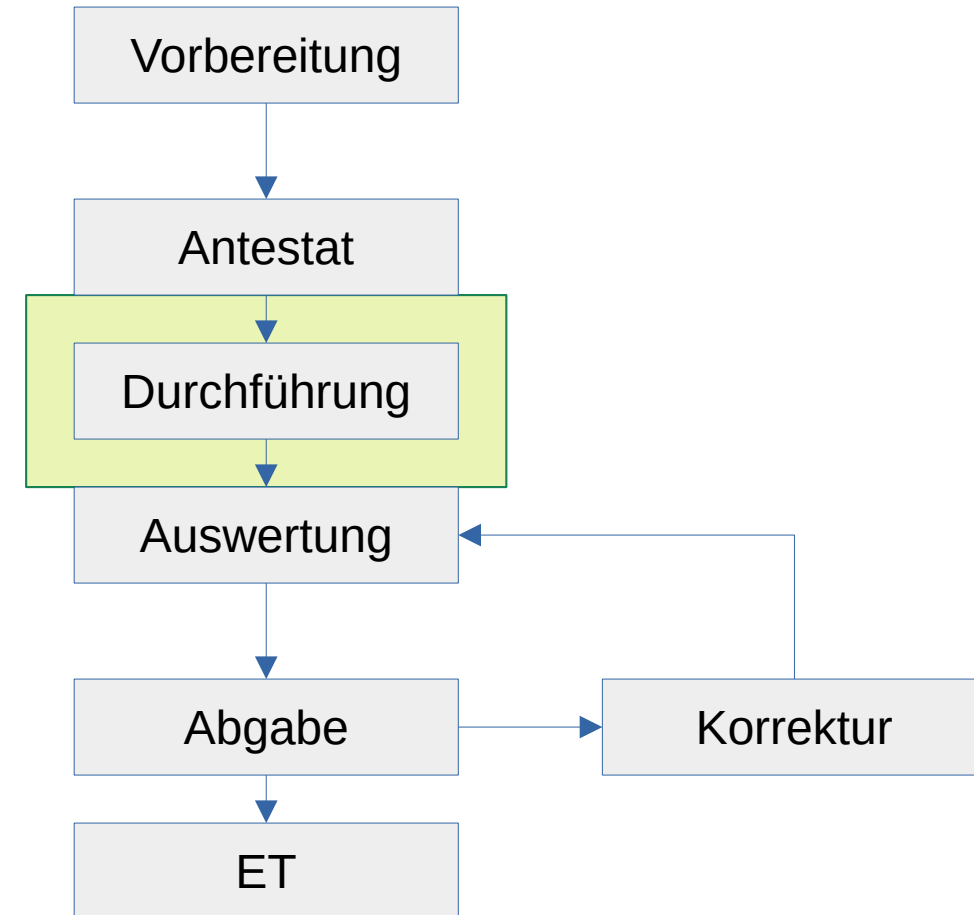 Vorbereitung
Antestat
Durchführung
Auswertung
Abgabe
Korrektur
ET